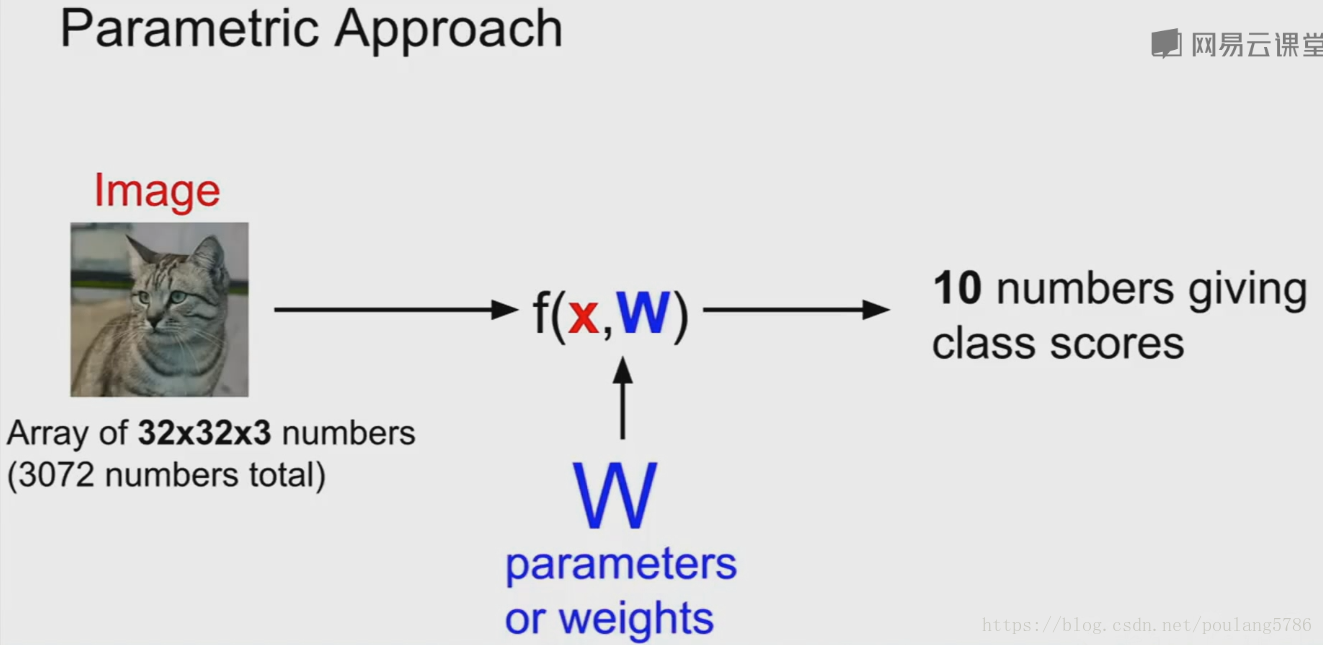 Parametric Approach
网易云课堂
Image
f(x,W)
10 numbers giving
class scores
Array of 32x32x3 numbers
(3072 numbers total)
W
parameters
or weights
https://blog.csdn.net/poulang5786